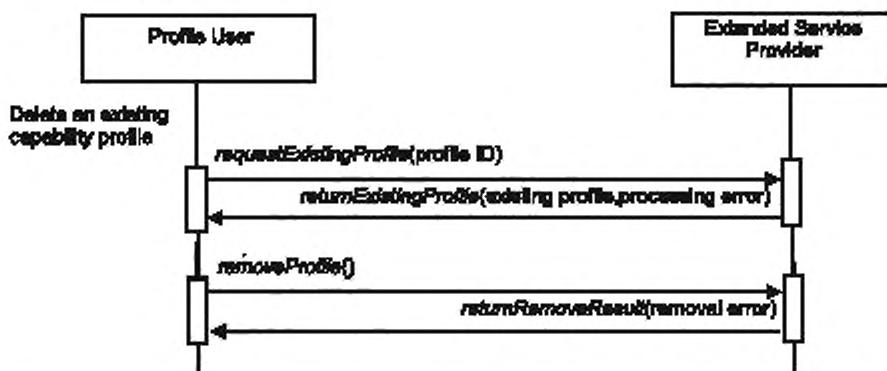 Profile User
Extended Service
Provider
Delete an existing
capability profile
requestExistingProfile(profile ID)
returnExistingProfile(existing profile,processing error)
removeProfile()
returnRemoveResult(removal error)